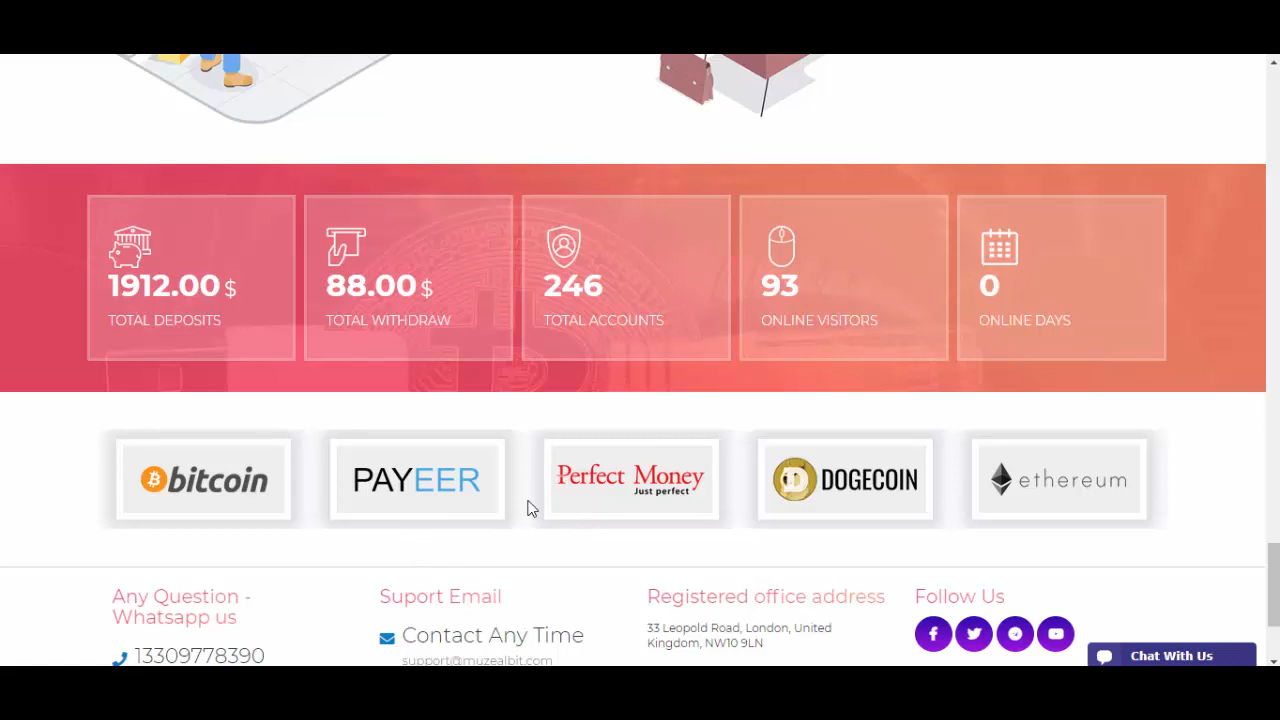 1912.00 $
TOTAL DEPOSITS
88.00 $
TOTAL WITHDRAW
246
TOTAL ACCOUNTS
93
ONLINE VISITORS
0
ONLINE DAYS
bitcoin
PAYEER
Perfect Money
Just perfect
DOGECOIN
ethereum
Any Question -
Whatsapp us
13309778390
Suport Email
Contact Any Time
support@muzealbit.com
Registered office address
33 Leopold Road, London, United
Kingdom, NW10 9LN
Follow Us
Chat With Us